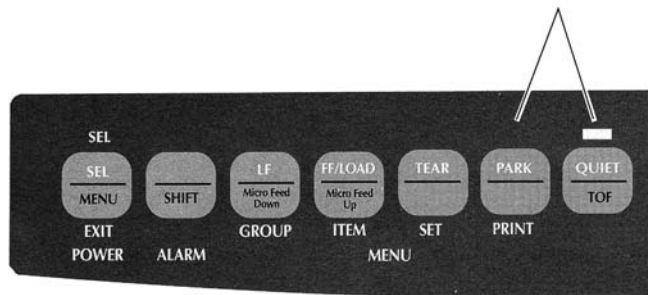 SEL
SEL LF FF/LOAD TEAR PARK QUIET
MENU SHIFT Micro Feed Down Micro Feed Up TOF
EXIT GROUP ITEM SET PRINT
POWER ALARM MENU